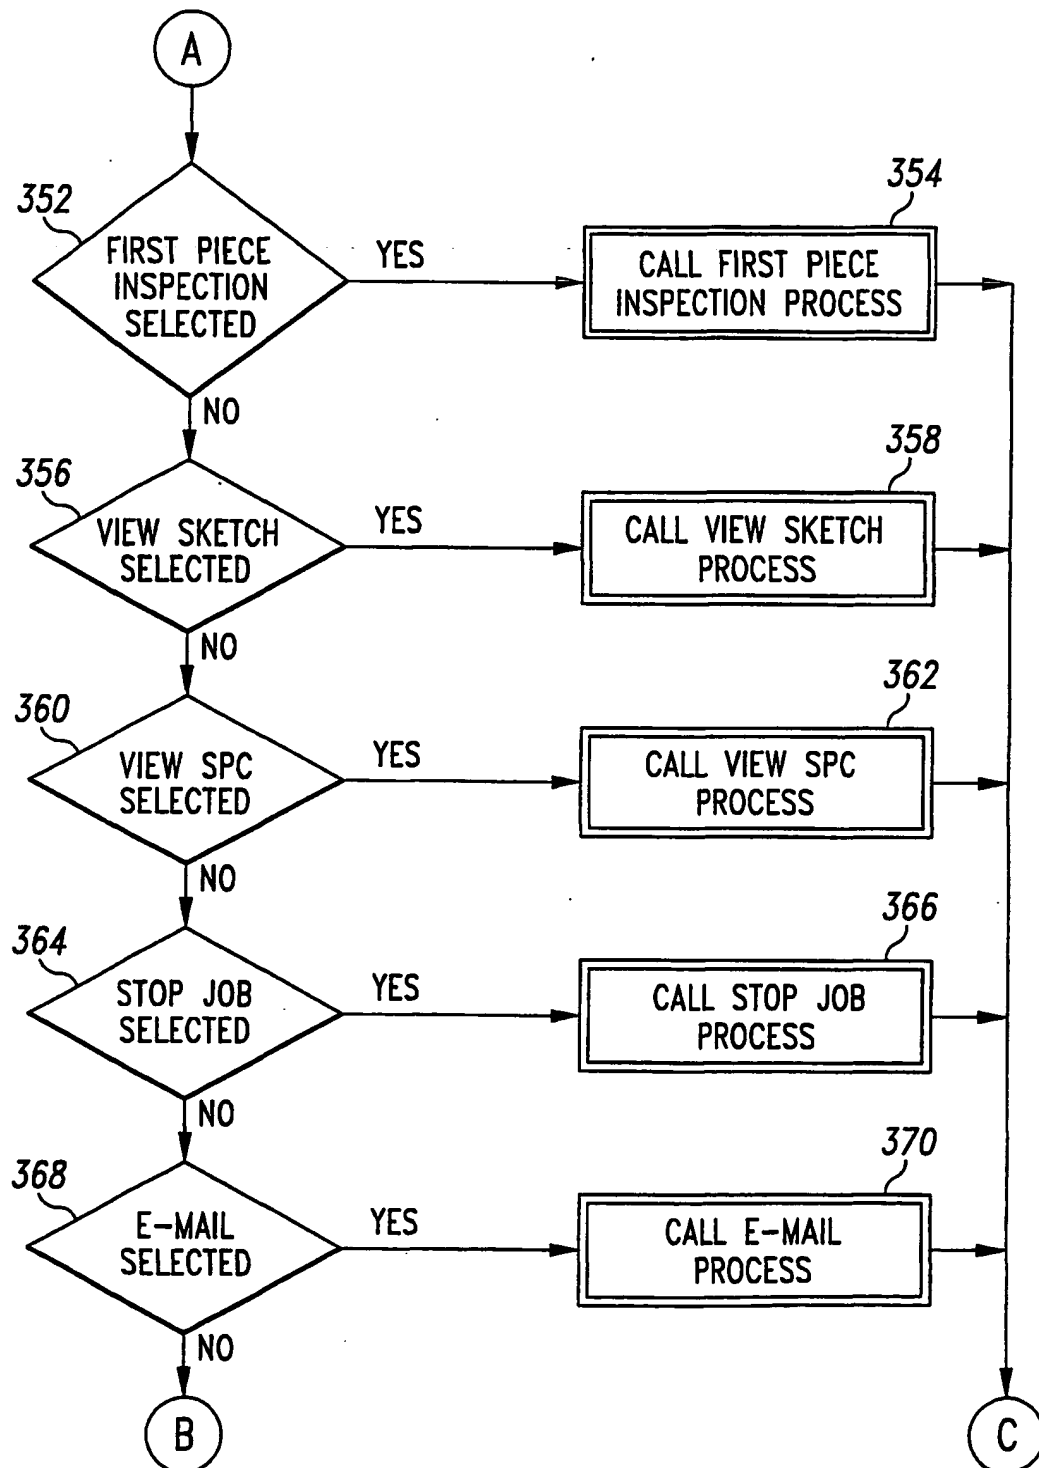 A
352
FIRST PIECE
INSPECTION
SELECTED
YES
354
CALL FIRST PIECE
INSPECTION PROCESS
NO
356
VIEW SKETCH
SELECTED
YES
358
CALL VIEW SKETCH
PROCESS
NO
360
VIEW SPC
SELECTED
YES
362
CALL VIEW SPC
PROCESS
NO
364
STOP JOB
SELECTED
YES
366
CALL STOP JOB
PROCESS
NO
368
E-MAIL
SELECTED
YES
370
CALL E-MAIL
PROCESS
NO
B
C